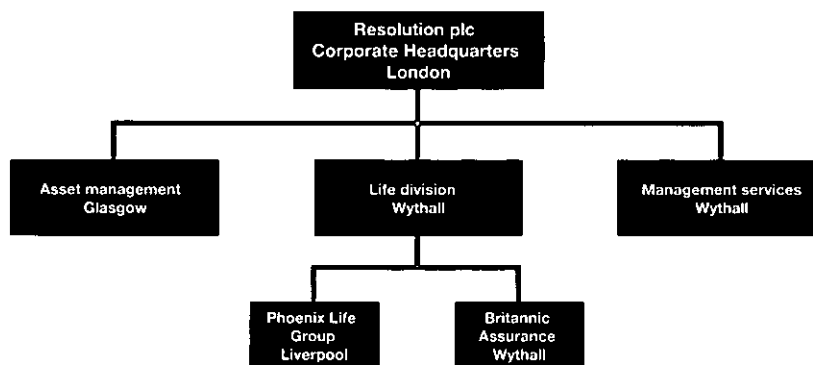 Resolution plc
Corporate Headquarters
London
Asset management
Glasgow
Life division
Wythall
Management services
Wythall
Phoenix Life
Group
Liverpool
Britannic
Assurance
Wythall